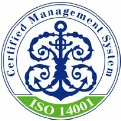 Certified Management System
ISO 14001